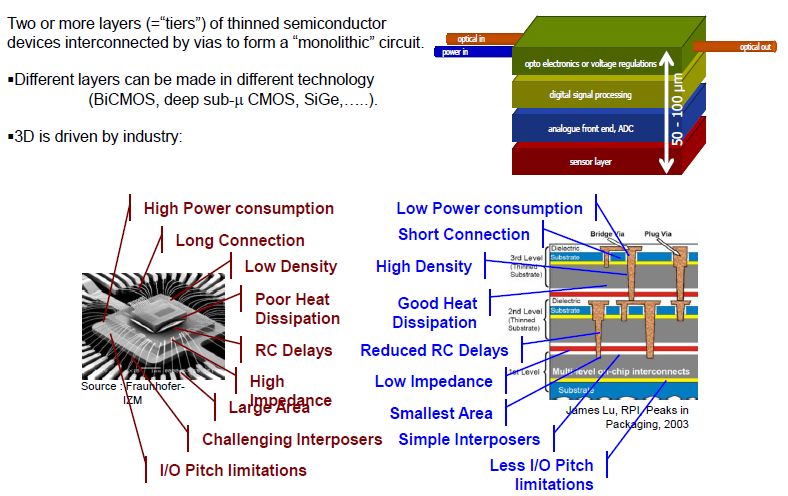 Two or more layers (=“tiers”) of thinned semiconductor
devices interconnected by vias to form a “monolithic” circuit.
▪Different layers can be made in different technology
(BiCMOS, deep sub-μ CMOS, SiGe,…..).
▪3D is driven by industry:
optical in
power in
optical out
opto electronics or voltage regulations
digital signal processing
analogue front end, ADC
sensor layer
50 - 100 μm
High Power consumption
Long Connection
Low Density
Poor Heat
Dissipation
RC Delays
High
Impedance
Large Area
Challenging Interposers
I/O Pitch limitations
Source : Fraunhofer-
IZM
Low Power consumption
Short Connection
High Density
Good Heat
Dissipation
Reduced RC Delays
Low Impedance
Smallest Area
Simple Interposers
Less I/O Pitch
limitations
Bridge Via
Plug Via
Dielectric
Substrate
3rd Level
(Thinned
Substrate)
Dielectric
Substrate
2nd Level
(Thinned
Substrate)
1st Level
Multi-level on-chip interconnects
Substrate
James Lu, RPI, Peaks in
Packaging, 2003